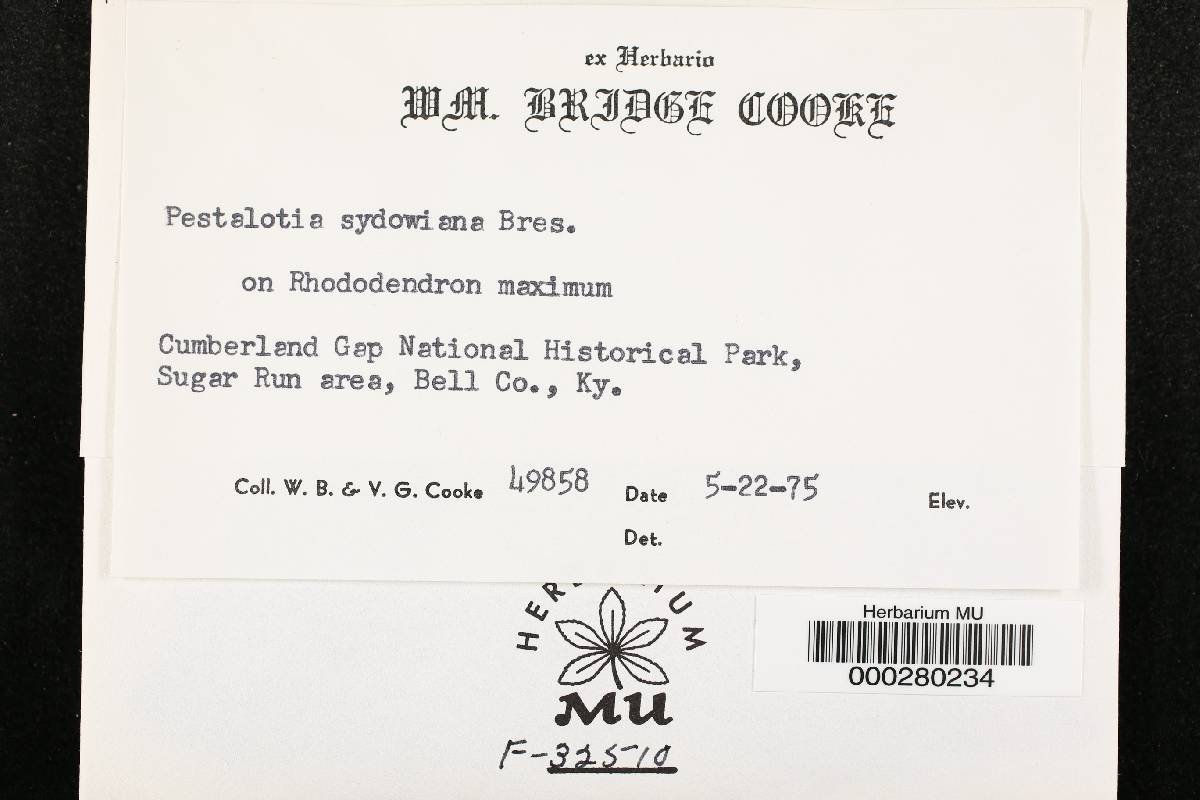 ex Herbario
WM. BRIDGE COOKE
Pestalotia sydowiana Bres.
on Rhododendron maximum
Cumberland Gap National Historical Park,
Sugar Run area, Bell Co., Ky.
Coll. W. B. & V. G. Cooke 49858 Date 5-22-75 Elev.
Det.
Herbarium MU
000280234
MU
F-32510